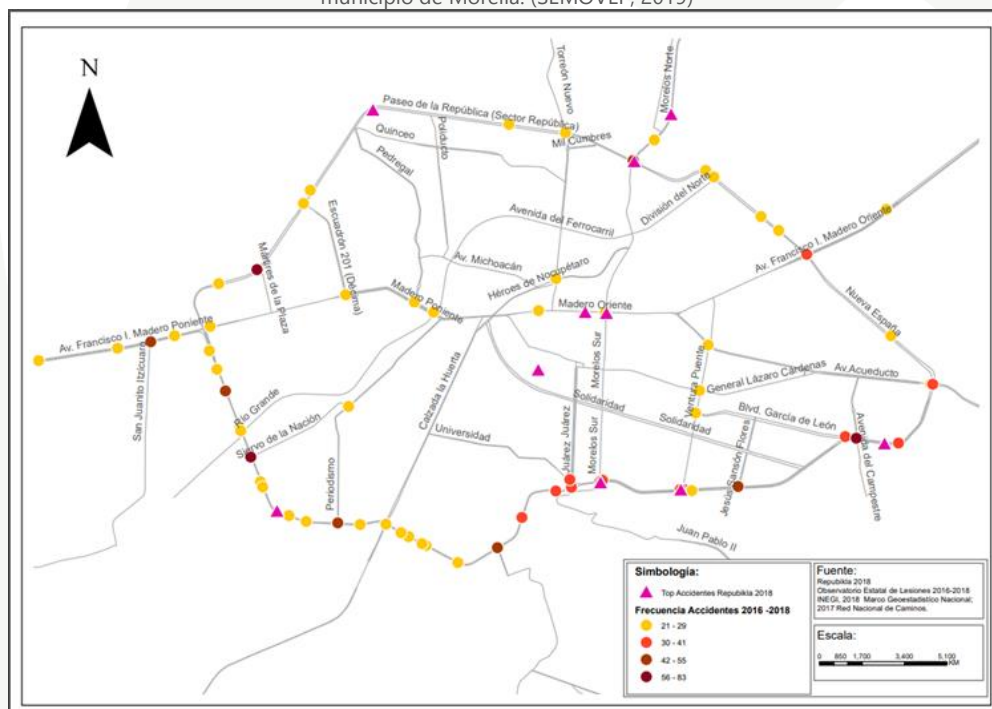 municipio de Morelia. (SEMOVEP, 2019)
N
Torreón Nuevo
Morelos Norte
Paseo de la República (Sector República)
Poliducto
Quinceo
Mil Cumbres
Pedregal
División del Norte
Escuadrón 201 (Décima)
Avenida del Ferrocarril
Av. Francisco I. Madero Oriente
Av. Michoacán
Mártires de la Plaza
Héroes de Nocupétaro
Madero Poniente
Madero Oriente
Nueva España
Av. Francisco I. Madero Poniente
San Juanito Itzicuaro
Morelos Sur
Ventura Puente
General Lázaro Cárdenas
Av.Acueducto
Calzada la Huerta
Rio Grande
Solidaridad
Siervo de la Nación
Blvd. García de León
Solidaridad
Universidad
Juárez Juárez
Morelos Sur
Jesús Sansón Flores
Avenida del Campestre
Periodismo
Juan Pablo II
Simbología:
Top Accidentes Repubikla 2018
Frecuencia Accidentes 2016 -2018
21 - 29
30 - 41
42 - 55
56 - 83
Fuente:
Repubikla 2018
Observatorio Estatal de Lesiones 2016-2018
INEGI, 2018 Marco Geoestadístico Nacional;
2017 Red Nacional de Caminos.
Escala:
0 850 1,700 3,400 5,100
KM